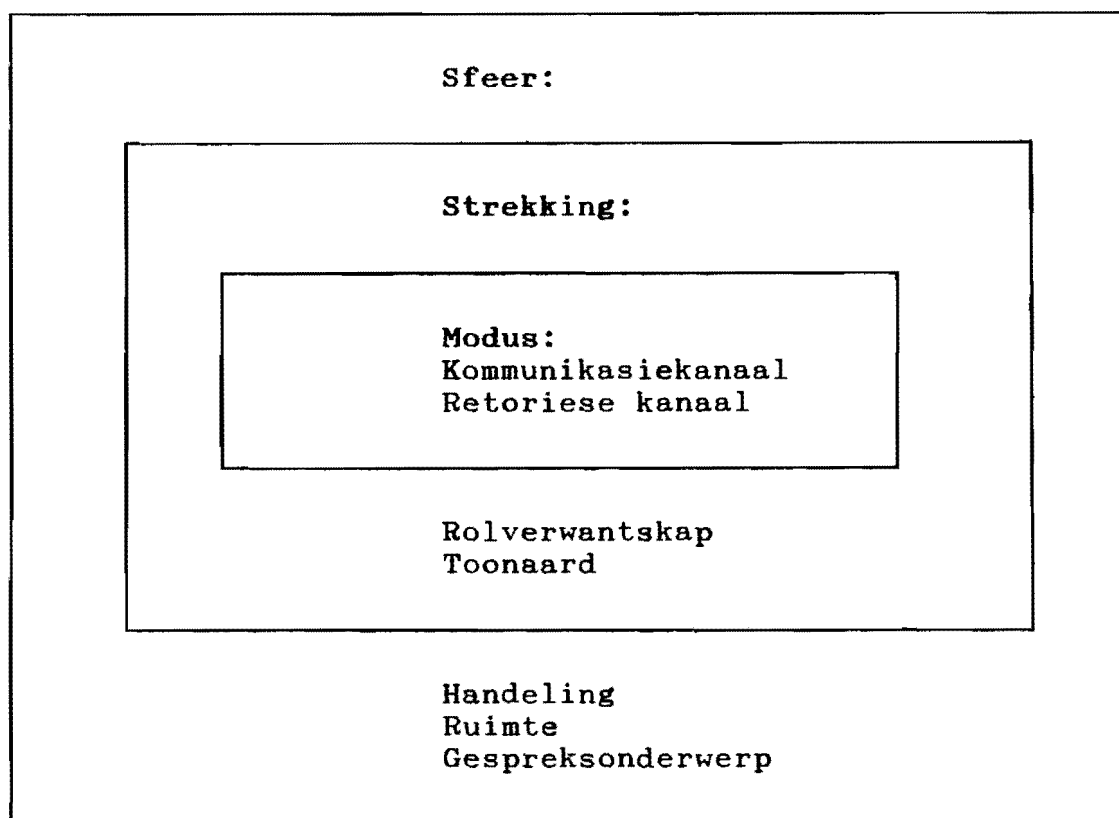 Sfeer:
Strekking:
Modus:
Kommunikasiekanaal
Retoriese kanaal
Rolverwantskap
Toonaard
Handeling
Ruimte
Gespreksonderwerp